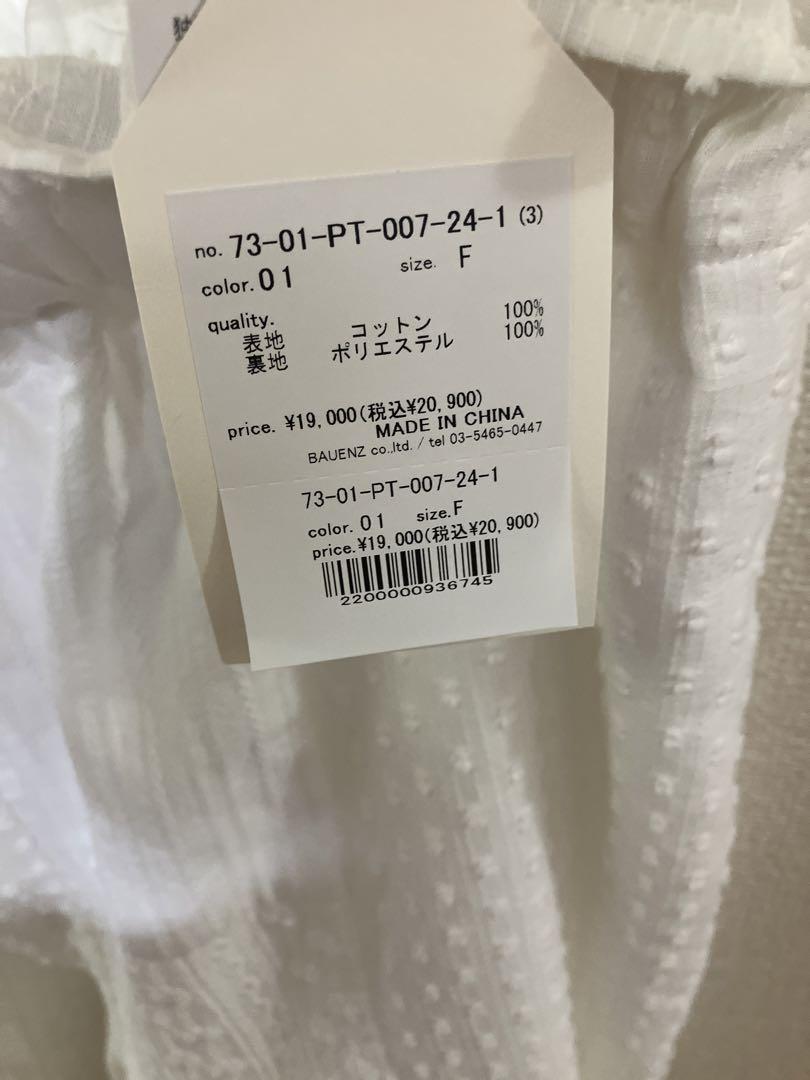 no. 73-01-PT-007-24-1 (3)
color. 01 size. F
quality.
表地 コットン 100%
裏地 ポリエステル 100%
price. ¥19,000(税込¥20,900)
MADE IN CHINA
BAUENZ co.,ltd. / tel 03-5465-0447
73-01-PT-007-24-1
color. 01 size. F
price. ¥19,000(税込¥20,900)
2200000936745